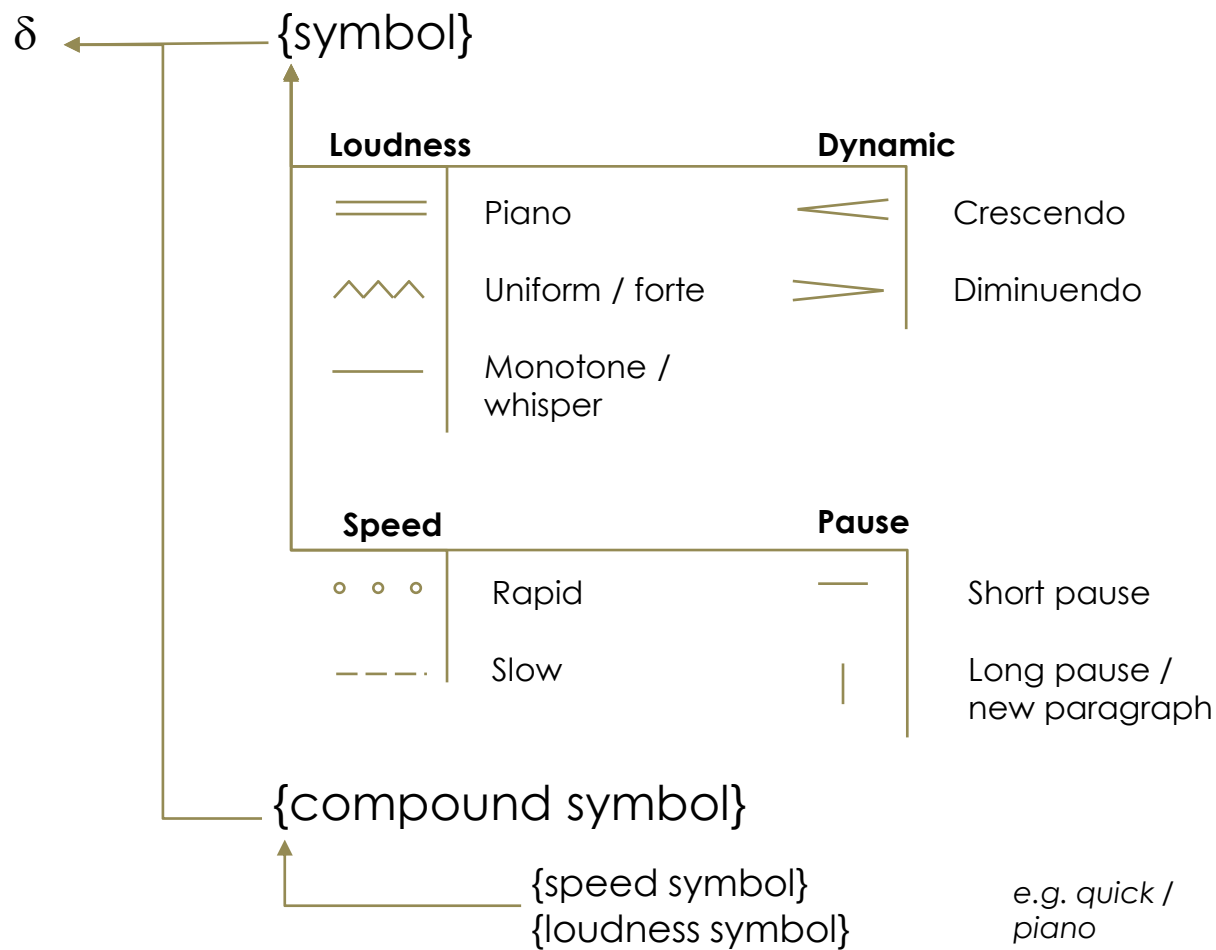 δ
{symbol}
Loudness
Dynamic
Piano
Crescendo
Uniform / forte
Diminuendo
Monotone /
whisper
Speed
Pause
Rapid
Short pause
Slow
Long pause /
new paragraph
{compound symbol}
{speed symbol}
{loudness symbol}
e.g. quick /
piano